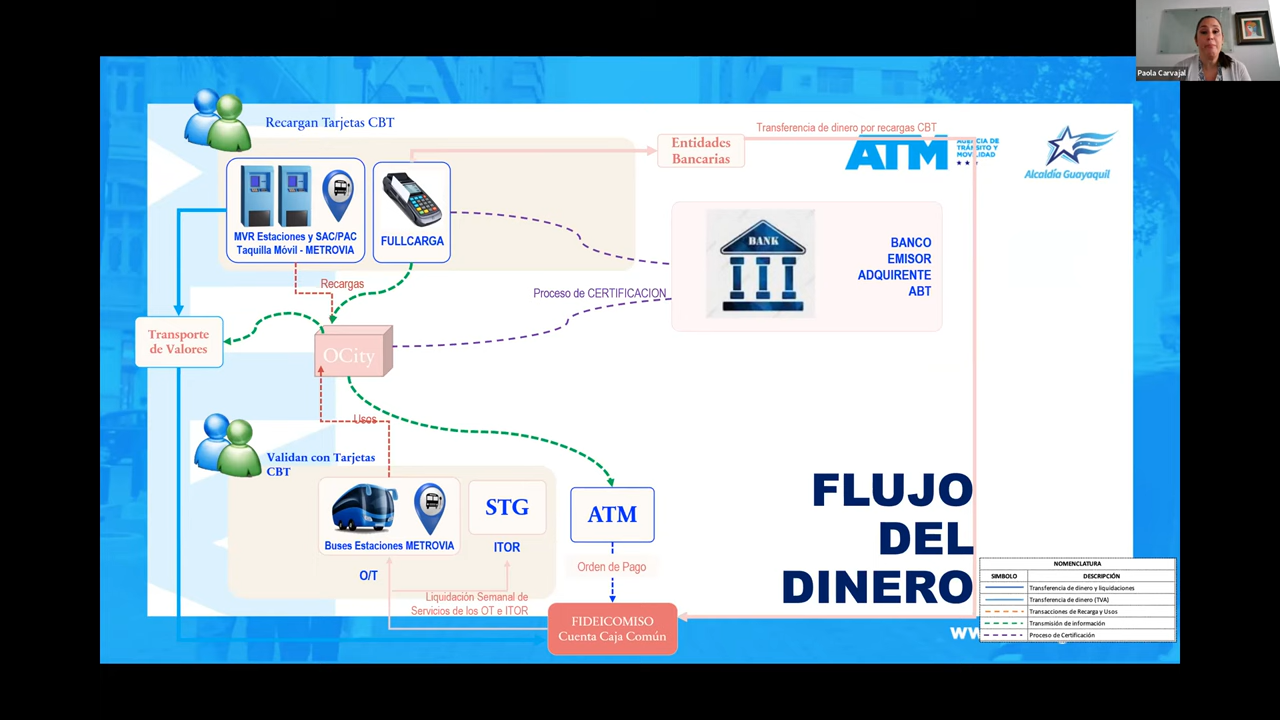 Paola Carvajal
Recargan Tarjetas CBT
Transferencia de dinero por recargas CBT
Entidades
Bancarias
ATM
AGENCIA DE
TRÁNSITO Y
MOVILIDAD
Alcaldía Guayaquil
MVR Estaciones y SAC/PAC
Taquilla Móvil - METROVIA
FULLCARGA
BANK
BANCO
EMISOR
ADQUIRENTE
ABT
Recargas
Proceso de CERTIFICACION
Transporte
de Valores
OCity
Usos
Validan con Tarjetas
CBT
Buses Estaciones METROVIA
STG
ITOR
O/T
ATM
Orden de Pago
Liquidación Semanal de
Servicios de los OT e ITOR
FIDEICOMISO
Cuenta Caja Común
FLUJO
DEL
DINERO
NOMENCLATURA
SIMBOLO DESCRIPCIÓN
Transferencia de dinero y liquidaciones
Transferencia de dinero (TVA)
Transacciones de Recarga y Usos
Transmisión de información
Proceso de Certificación